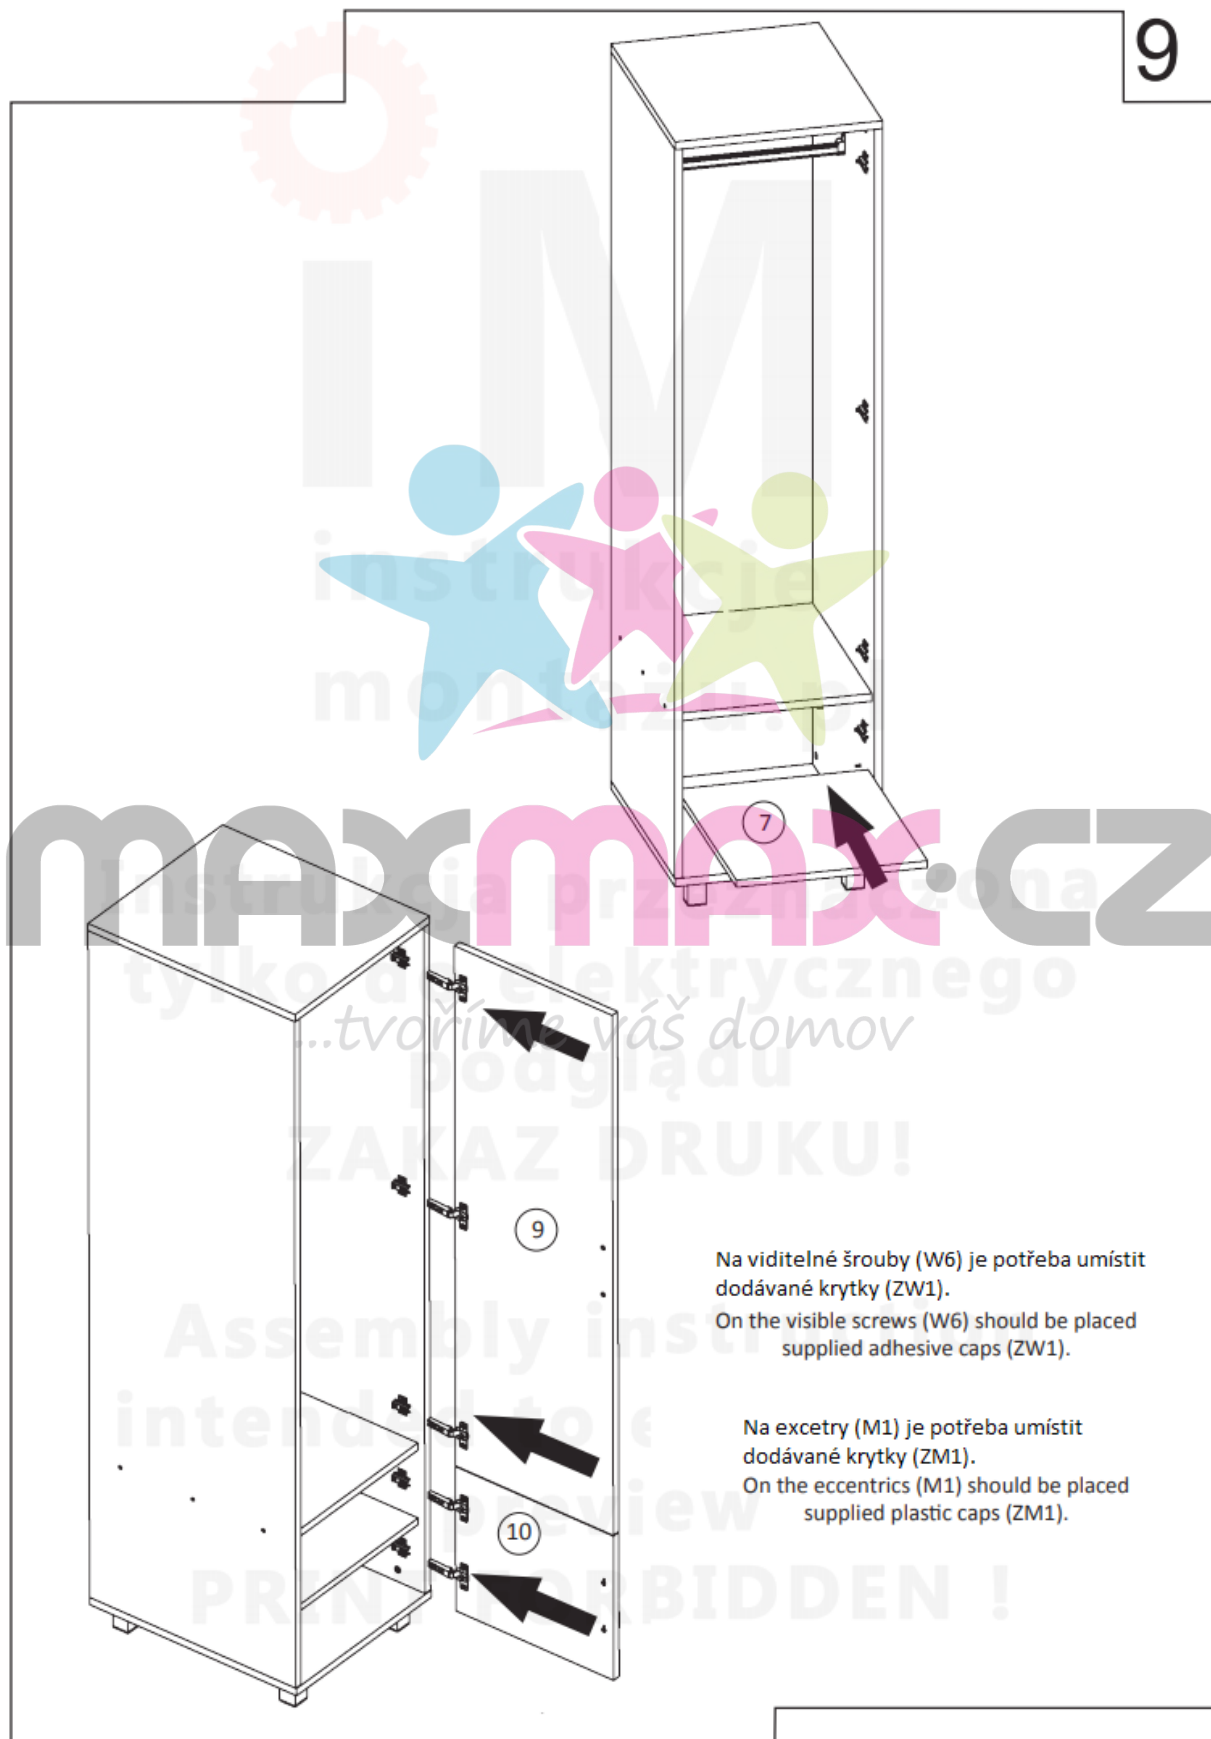 9
iM
instrukcje
montażu.pl
7
maxmax.cz
Instrukcja przeznaczona
tylko do elektrycznego
...tvoříme váš domov
podglądu
ZAKAZ DRUKU!
9
Na viditelné šrouby (W6) je potřeba umístit
dodávané krytky (ZW1).
On the visible screws (W6) should be placed
supplied adhesive caps (ZW1).
Assembly instruction
intended to e
Na excetry (M1) je potřeba umístit
dodávané krytky (ZM1).
On the eccentrics (M1) should be placed
supplied plastic caps (ZM1).
preview
10
PRINT FORBIDDEN !